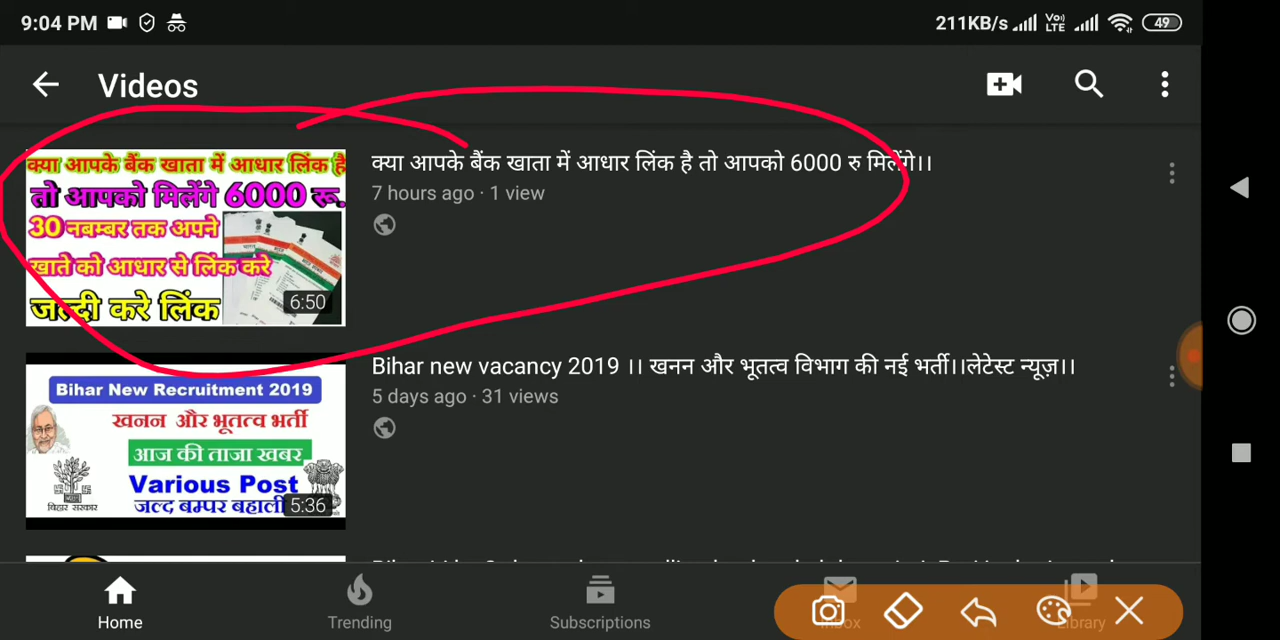 9:04 PM
211KB/s
Vo)
LTE
49
Videos
क्या आपके बैंक खाता में आधार लिंक है
तो आपको मिलेंगे 6000 रू.
30 नबम्बर तक अपने
खाते को आधार से लिंक करे
जल्दी करे लिंक
6:50
क्या आपके बैंक खाता में आधार लिंक है तो आपको 6000 रु मिलेंगे।।
7 hours ago · 1 view
Bihar New Recruitment 2019
खनन और भूतत्व भर्ती
आज की ताजा खबर
Various Post
जल्द बम्पर बहाली
बिहार सरकार
5:36
Bihar new vacancy 2019 ।। खनन और भूतत्व विभाग की नई भर्ती।।लेटेस्ट न्यूज़।।
5 days ago · 31 views
Home
Trending
Subscriptions
Inbox
Library